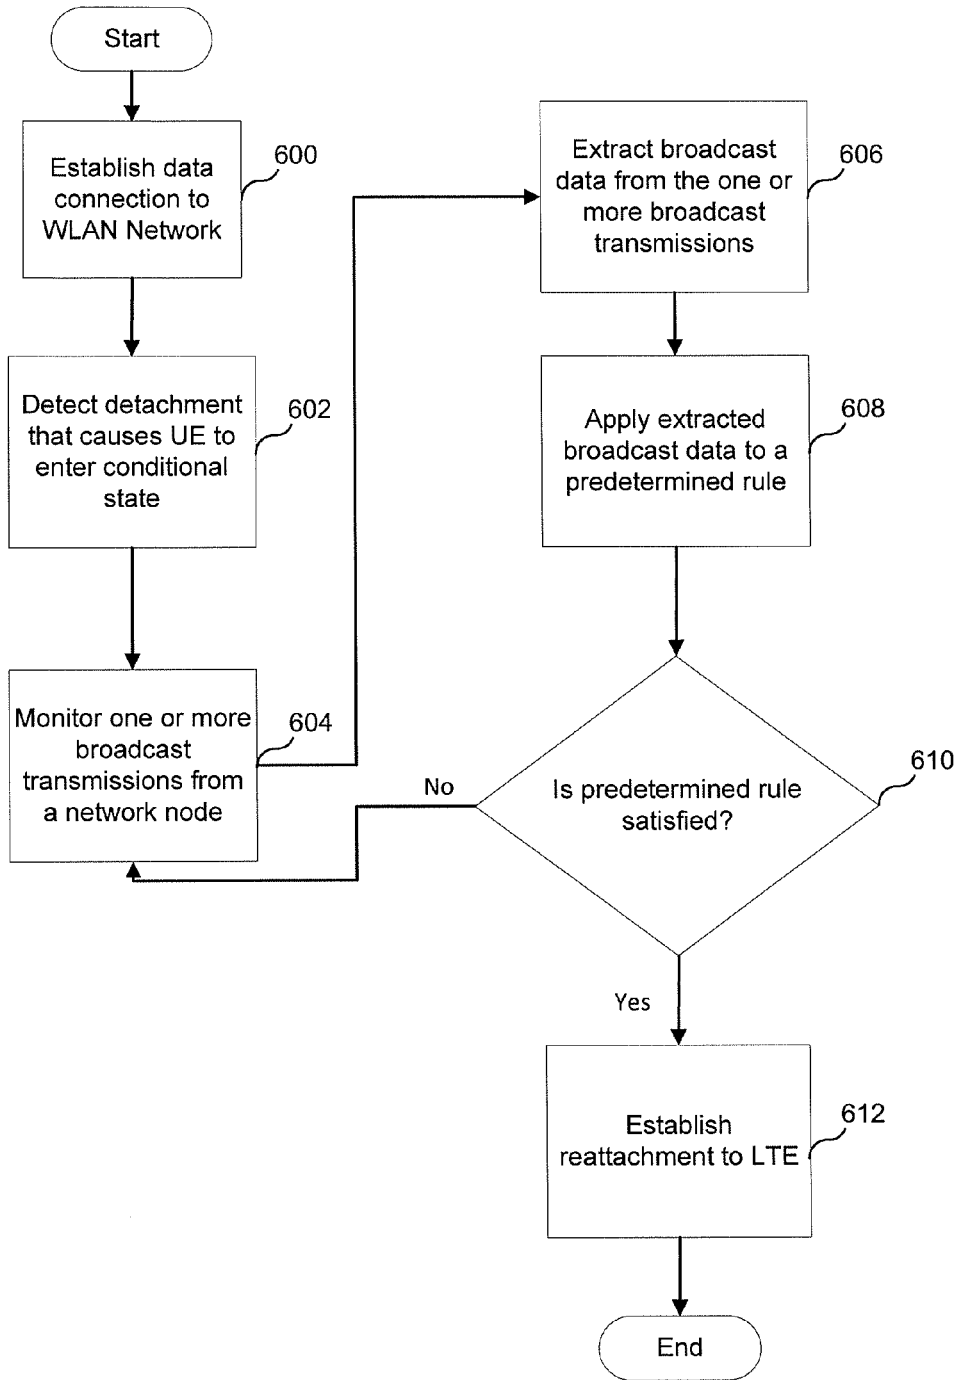 Start
Establish data
connection to
WLAN Network
600
Detect detachment
that causes UE to
enter conditional
state
602
Monitor one or more
broadcast
transmissions from
a network node
604
Extract broadcast
data from the one or
more broadcast
transmissions
606
Apply extracted
broadcast data to a
predetermined rule
608
Is predetermined rule
satisfied?
610
No
Yes
Establish
reattachment to LTE
612
End